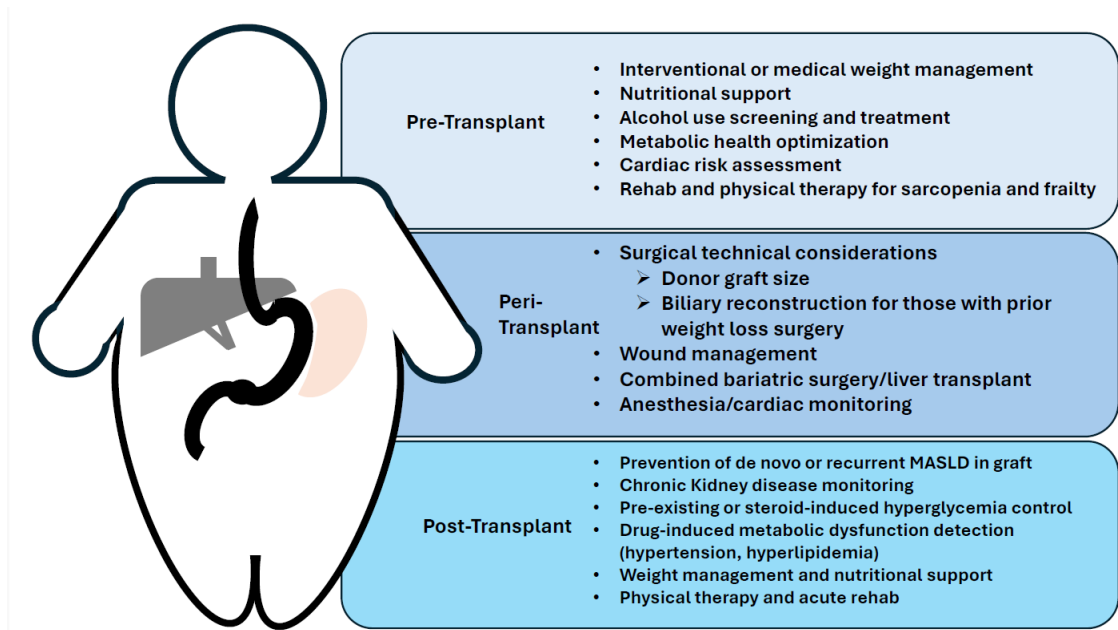 Pre-Transplant
• Interventional or medical weight management
• Nutritional support
• Alcohol use screening and treatment
• Metabolic health optimization
• Cardiac risk assessment
• Rehab and physical therapy for sarcopenia and frailty
Peri-
Transplant
• Surgical technical considerations
➢ Donor graft size
➢ Biliary reconstruction for those with prior
weight loss surgery
• Wound management
• Combined bariatric surgery/liver transplant
• Anesthesia/cardiac monitoring
Post-Transplant
• Prevention of de novo or recurrent MASLD in graft
• Chronic Kidney disease monitoring
• Pre-existing or steroid-induced hyperglycemia control
• Drug-induced metabolic dysfunction detection
(hypertension, hyperlipidemia)
• Weight management and nutritional support
• Physical therapy and acute rehab